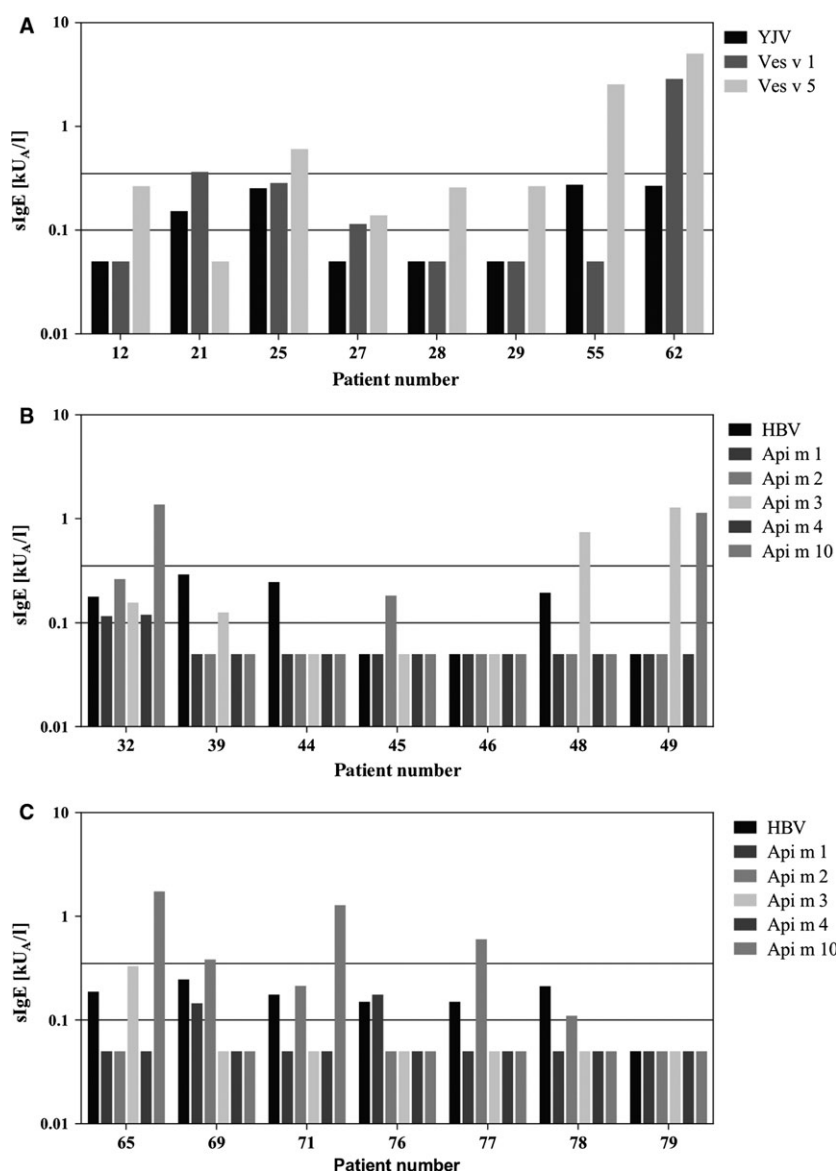 A
10
1
0.1
0.01
sIgE [kUA/l]
12 21 25 27 28 29 55 62
Patient number
YJV
Ves v 1
Ves v 5
B
10
1
0.1
0.01
sIgE [kUA/l]
32 39 44 45 46 48 49
Patient number
HBV
Api m 1
Api m 2
Api m 3
Api m 4
Api m 10
C
10
1
0.1
0.01
sIgE [kUA/l]
65 69 71 76 77 78 79
Patient number
HBV
Api m 1
Api m 2
Api m 3
Api m 4
Api m 10